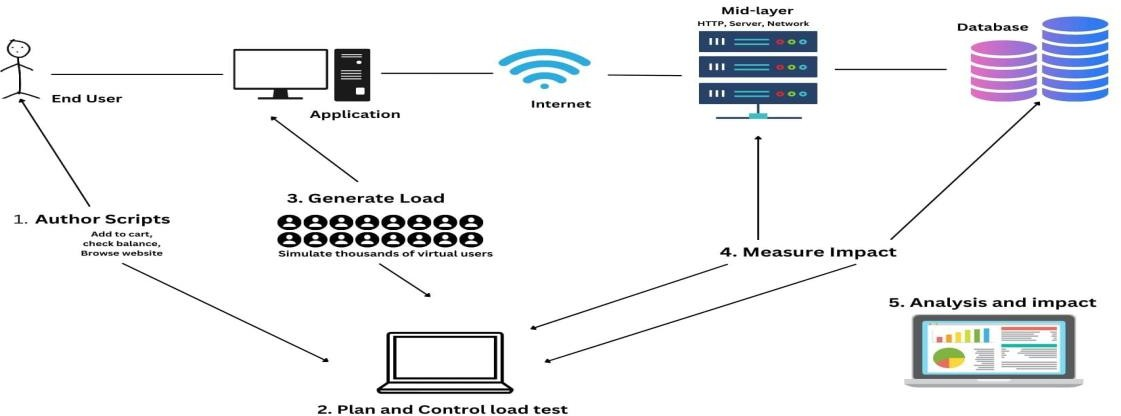 Mid-layer
HTTP, Server, Network
Database
End User
Application
Internet
1. Author Scripts
Add to cart,
check balance,
Browse website
3. Generate Load
Simulate thousands of virtual users
4. Measure Impact
5. Analysis and impact
2. Plan and Control load test